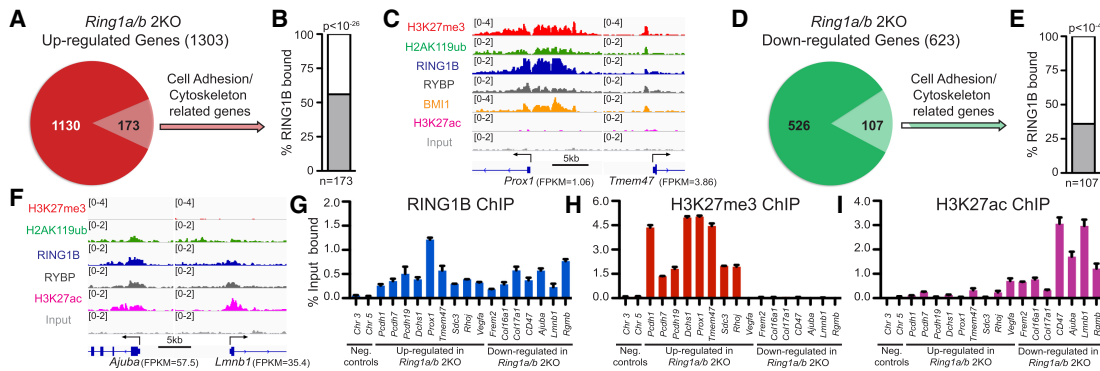 A
Ring1a/b 2KO
Up-regulated Genes (1303)
1130
173
Cell Adhesion/
Cytoskeleton
related genes
B
p<10-26
% RING1B bound
100
75
50
25
0
n=173
C
H3K27me3
H2AK119ub
RING1B
RYBP
BMI1
H3K27ac
Input
[0-4]
[0-2]
[0-2]
[0-2]
[0-4]
[0-2]
[0-2]
[0-4]
[0-2]
[0-2]
[0-2]
[0-4]
[0-2]
[0-2]
5kb
Prox1 (FPKM=1.06)
Tmem47 (FPKM=3.86)
D
Ring1a/b 2KO
Down-regulated Genes (623)
526
107
Cell Adhesion/
Cytoskeleton
related genes
E
p<10-4
% RING1B bound
100
75
50
25
0
n=107
F
H3K27me3
H2AK119ub
RING1B
RYBP
H3K27ac
Input
[0-4]
[0-2]
[0-2]
[0-2]
[0-2]
[0-2]
[0-4]
[0-2]
[0-2]
[0-2]
[0-2]
[0-2]
5kb
Ajuba (FPKM=57.5)
Lmnb1 (FPKM=35.4)
G
RING1B ChIP
% Input bound
2.0
1.5
1.0
0.5
0.0
Chr 3
Chr 5
Pcdh1
Pcdh7
Pcdh19
Dchs1
Prox1
Tmem47
Sdc3
Rhoj
Vegfa
Frem2
Col16a1
Col17a1
CD47
Ajuba
Lmnb1
Rgmb
Neg.
controls
Up-regulated in
Ring1a/b 2KO
Down-regulated in
Ring1a/b 2KO
H
H3K27me3 ChIP
6.0
4.5
3.0
1.5
0.0
Chr 3
Chr 5
Pcdh1
Pcdh7
Pcdh19
Dchs1
Prox1
Tmem47
Sdc3
Rhoj
Vegfa
Frem2
Col16a1
Col17a1
CD47
Ajuba
Lmnb1
Rgmb
Neg.
controls
Up-regulated in
Ring1a/b 2KO
Down-regulated in
Ring1a/b 2KO
I
H3K27ac ChIP
4.0
3.0
2.0
1.0
0.0
Chr 3
Chr 5
Pcdh1
Pcdh7
Pcdh19
Dchs1
Prox1
Tmem47
Sdc3
Rhoj
Vegfa
Frem2
Col16a1
Col17a1
CD47
Ajuba
Lmnb1
Rgmb
Neg.
controls
Up-regulated in
Ring1a/b 2KO
Down-regulated in
Ring1a/b 2KO